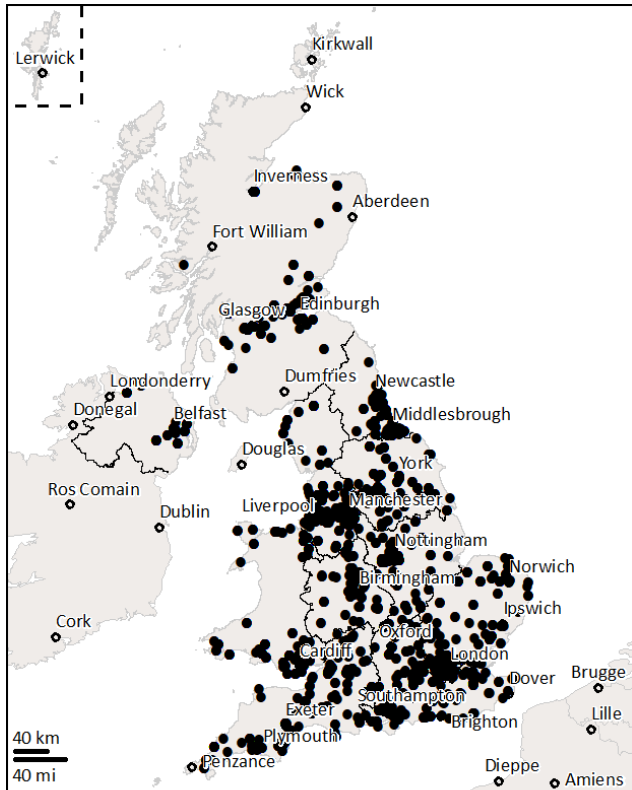 Kirkwall
Lerwick
Wick
Inverness
Aberdeen
Fort William
Glasgow
Edinburgh
Londonderry
Dumfries
Newcastle
Donegal
Belfast
Middlesbrough
Douglas
York
Ros Comain
Liverpool
Manchester
Dublin
Nottingham
Norwich
Birmingham
Ipswich
Cork
Oxford
Cardiff
London
Dover
Brugge
Southampton
Exeter
Brighton
Lille
Plymouth
40 km
Penzance
40 mi
Dieppe
Amiens